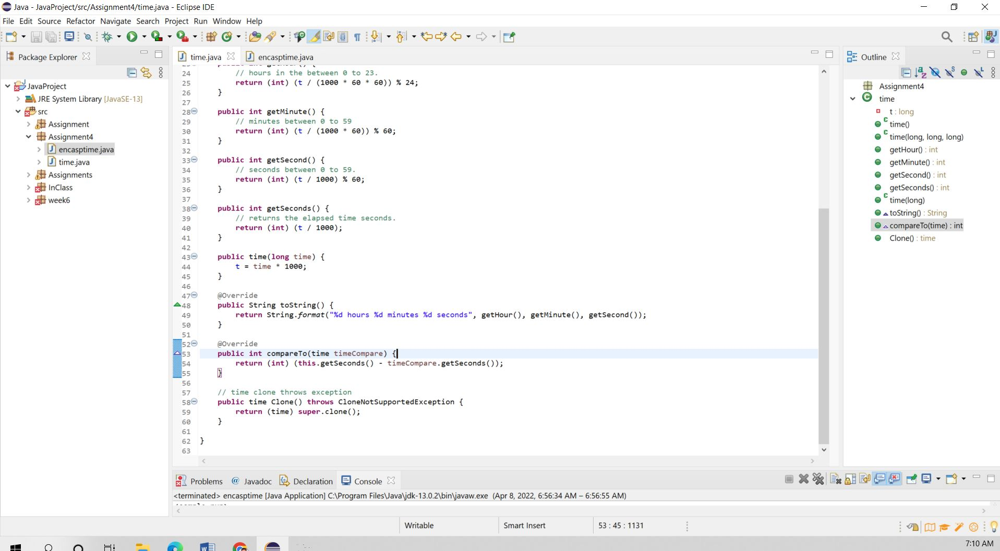 Java - JavaProject/src/Assignment4/time.java - Eclipse IDE
File Edit Source Refactor Navigate Search Project Run Window Help
Package Explorer
JavaProject
JRE System Library [JavaSE-13]
src
Assignment
Assignment4
encasptime.java
time.java
Assignments
InClass
week6
time.java encasptime.java
24 // hours in the between 0 to 23.
25 return (int) (t / (1000 * 60 * 60)) % 24;
26 }
27
28 public int getMinute() {
29 // minutes between 0 to 59
30 return (int) (t / (1000 * 60)) % 60;
31 }
32
33 public int getSecond() {
34 // seconds between 0 to 59.
35 return (int) (t / 1000) % 60;
36 }
37
38 public int getSeconds() {
39 // returns the elapsed time seconds.
40 return (int) (t / 1000);
41 }
42
43 public time(long time) {
44 t = time * 1000;
45 }
46
47 @Override
48 public String toString() {
49 return String.format("%d hours %d minutes %d seconds", getHour(), getMinute(), getSecond());
50 }
51
52 @Override
53 public int compareTo(time timeCompare) {
54 return (int) (this.getSeconds() - timeCompare.getSeconds());
55 }
56
57 // time clone throws exception
58 public time Clone() throws CloneNotSupportedException {
59 return (time) super.clone();
60 }
61
62 }
63
Outline
Assignment4
time
t : long
time()
time(long, long, long)
getHour() : int
getMinute() : int
getSecond() : int
getSeconds() : int
time(long)
toString() : String
compareTo(time) : int
Clone() : time
Problems Javadoc Declaration Console
<terminated> encasptime [Java Application] C:\Program Files\Java\jdk-13.0.2\bin\javaw.exe (Apr 8, 2022, 6:56:34 AM – 6:56:55 AM)
Writable Smart Insert 53 : 45 : 1131
7:10 AM